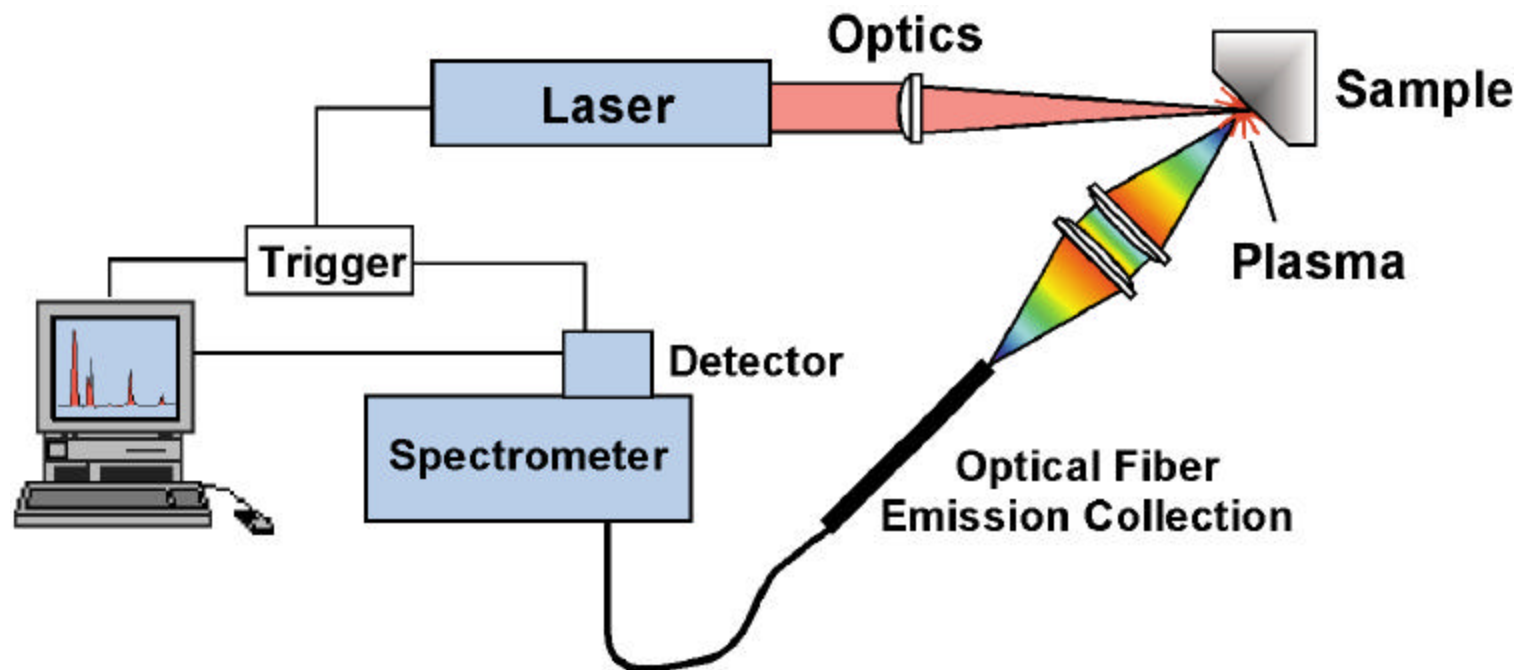 Optics
Laser
Sample
Trigger
Plasma
Detector
Spectrometer
Optical Fiber
Emission Collection